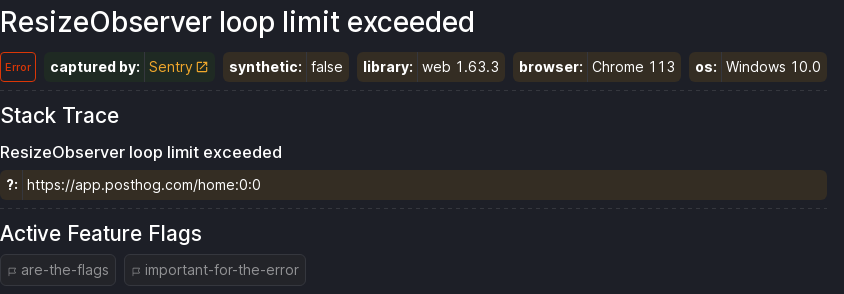 ResizeObserver loop limit exceeded
Error captured by: Sentry synthetic: false library: web 1.63.3 browser: Chrome 113 os: Windows 10.0
Stack Trace
ResizeObserver loop limit exceeded
?: https://app.posthog.com/home:0:0
Active Feature Flags
are-the-flags important-for-the-error